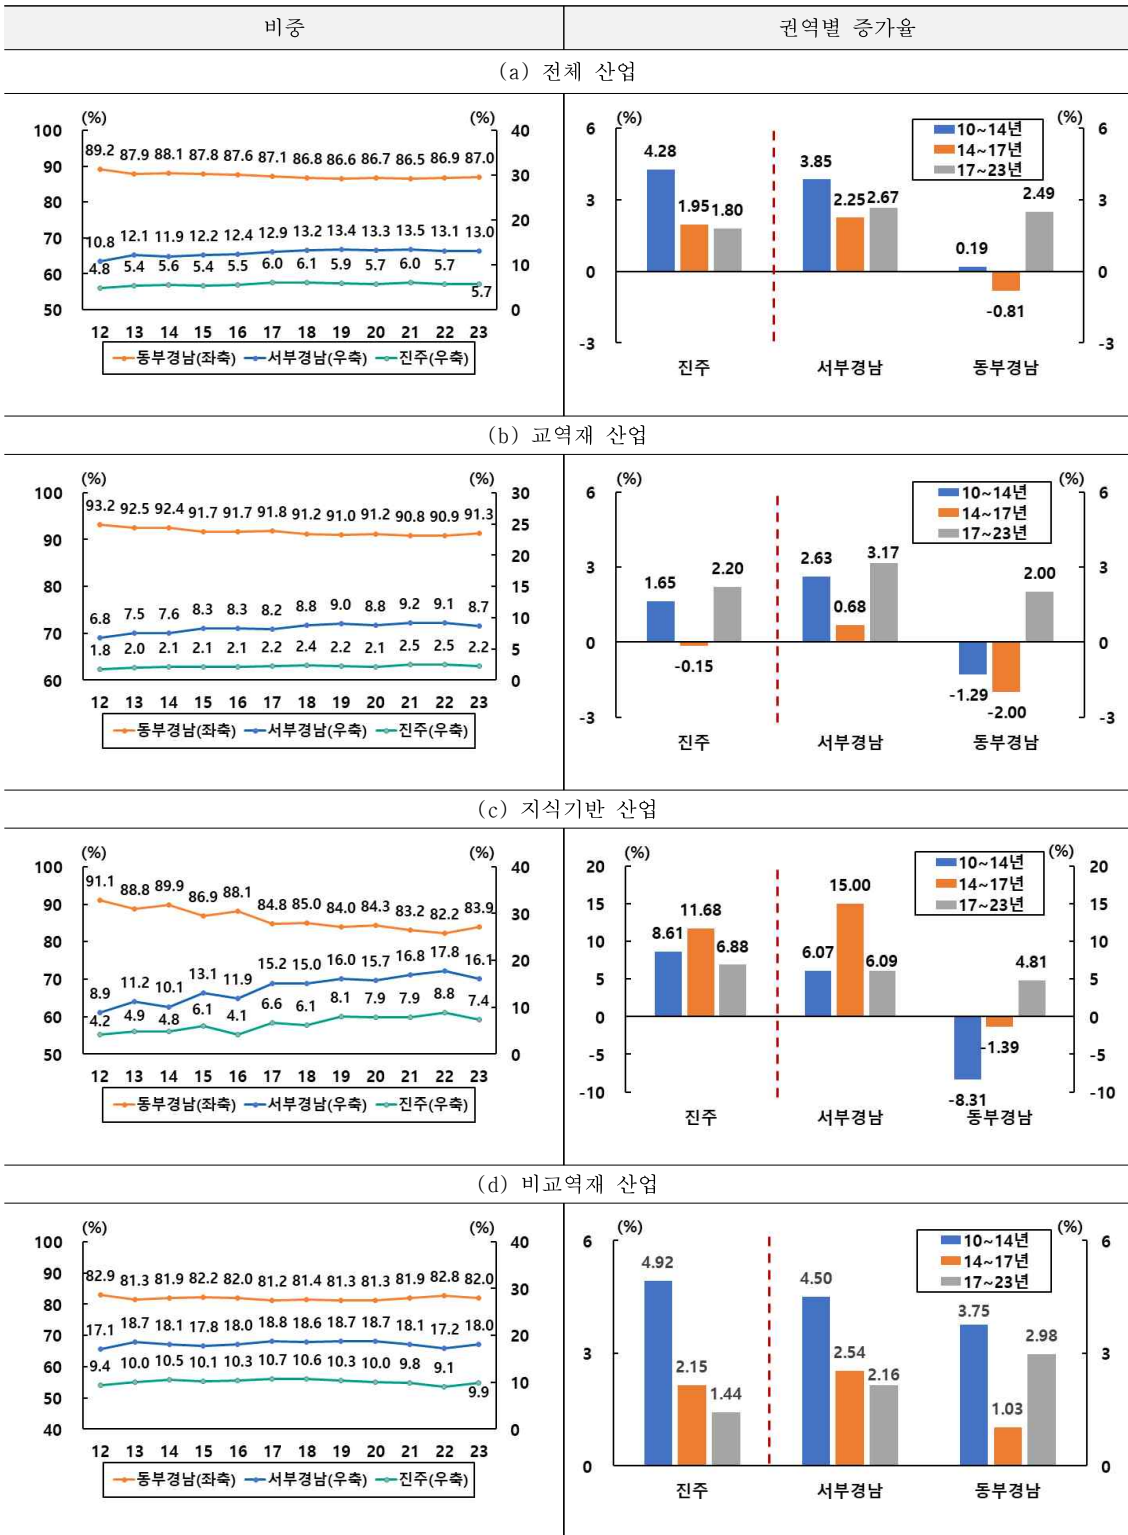 비중 권역별 증가율
(a) 전체 산업
(%) (%)
100 40
90 30
80 20
70 10
60 0
50
89.2 87.9 88.1 87.8 87.6 87.1 86.8 86.6 86.7 86.5 86.9 87.0
10.8 12.1 11.9 12.2 12.4 12.9 13.2 13.4 13.3 13.5 13.1 13.0
4.8 5.4 5.6 5.4 5.5 6.0 6.1 5.9 5.7 6.0 5.7 5.7
12 13 14 15 16 17 18 19 20 21 22 23
동부경남(좌축) 서부경남(우축) 진주(우축)
(%) (%)
10~14년
14~17년
17~23년
6 6
3 3
0 0
-3 -3
4.28 1.95 1.80 3.85 2.25 2.67 0.19 -0.81 2.49
진주 서부경남 동부경남
(b) 교역재 산업
(%) (%)
100 30
90 25
80 20
70 15
60 10
5
0
93.2 92.5 92.4 91.7 91.7 91.8 91.2 91.0 91.2 90.8 90.9 91.3
6.8 7.5 7.6 8.3 8.3 8.2 8.8 9.0 8.8 9.2 9.1 8.7
1.8 2.0 2.1 2.1 2.1 2.2 2.4 2.2 2.1 2.5 2.5 2.2
12 13 14 15 16 17 18 19 20 21 22 23
동부경남(좌축) 서부경남(우축) 진주(우축)
(%) (%)
10~14년
14~17년
17~23년
6 6
3 3
0 0
-3 -3
1.65 -0.15 2.20 2.63 0.68 3.17 -1.29 -2.00 2.00
진주 서부경남 동부경남
(c) 지식기반 산업
(%) (%)
100 40
90 30
80 20
70 10
60 0
50
91.1 88.8 89.9 86.9 88.1 84.8 85.0 84.0 84.3 83.2 82.2 83.9
8.9 11.2 10.1 13.1 11.9 15.2 15.0 16.0 15.7 16.8 17.8 16.1
4.2 4.9 4.8 6.1 4.1 6.6 6.1 8.1 7.9 7.9 8.8 7.4
12 13 14 15 16 17 18 19 20 21 22 23
동부경남(좌축) 서부경남(우축) 진주(우축)
(%) (%)
10~14년
14~17년
17~23년
20 20
15 15
10 10
5 5
0 0
-5 -5
-10 -10
8.61 11.68 6.88 6.07 15.00 6.09 -8.31 -1.39 4.81
진주 서부경남 동부경남
(d) 비교역재 산업
(%) (%)
100 40
90 30
80 20
70 10
60 0
50
40
82.9 81.3 81.9 82.2 82.0 81.2 81.4 81.3 81.3 81.9 82.8 82.0
17.1 18.7 18.1 17.8 18.0 18.8 18.6 18.7 18.7 18.1 17.2 18.0
9.4 10.0 10.5 10.1 10.3 10.7 10.6 10.3 10.0 9.8 9.1 9.9
12 13 14 15 16 17 18 19 20 21 22 23
동부경남(좌축) 서부경남(우축) 진주(우축)
(%) (%)
10~14년
14~17년
17~23년
6 6
3 3
0 0
4.92 2.15 1.44 4.50 2.54 2.16 3.75 1.03 2.98
진주 서부경남 동부경남